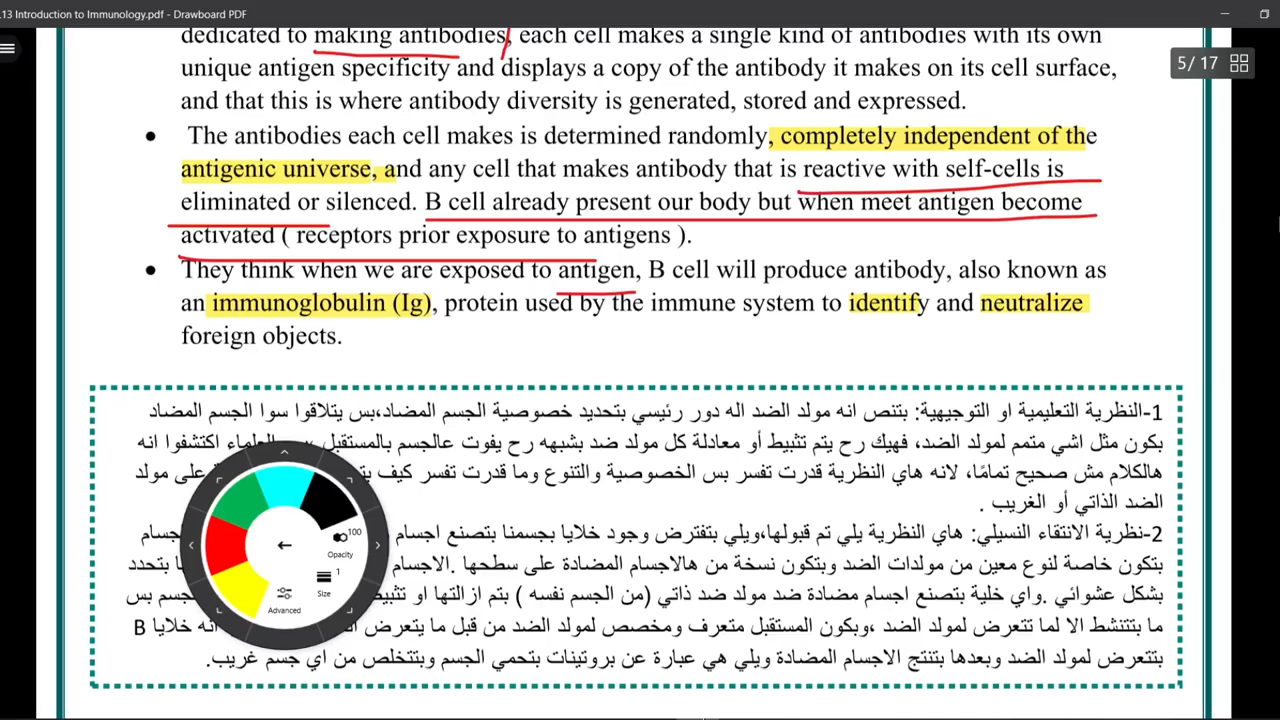 .13 Introduction to Immunology.pdf - Drawboard PDF
5/ 17
dedicated to making antibodies, each cell makes a single kind of antibodies with its own
unique antigen specificity and displays a copy of the antibody it makes on its cell surface,
and that this is where antibody diversity is generated, stored and expressed.
• The antibodies each cell makes is determined randomly, completely independent of the
antigenic universe, and any cell that makes antibody that is reactive with self-cells is
eliminated or silenced. B cell already present our body but when meet antigen become
activated ( receptors prior exposure to antigens ).
• They think when we are exposed to antigen, B cell will produce antibody, also known as
an immunoglobulin (Ig), protein used by the immune system to identify and neutralize
foreign objects.
1-النظرية التعليمية او التوجيهية: بتنص انه مولد الضد اله دور رئيسي بتحديد خصوصية الجسم المضاد،بس يتلاقوا سوا الجسم المضاد
بكون مثل اشي متمم لمولد الضد، فهيك رح يتم تثبيط أو معادلة كل مولد ضد بشبهه رح يفوت عالجسم بالمستقبل اكتشفوا انه
هالكلام مش صحيح تمامًا، لانه هاي النظرية قدرت تفسر بس الخصوصية والتنوع وما قدرت تفسر كيف على مولد
الضد الذاتي أو الغريب .
2-نظرية الانتقاء النسيلي: هاي النظرية يلي تم قبولها،ويلي بتفترض وجود خلايا بجسمنا بتصنع اجسام
بتكون خاصة لنوع معين من مولدات الضد وبتكون نسخة من هالاجسام المضادة على سطحها .الاجسام بتحدد
بشكل عشوائي .واي خلية بتصنع اجسام مضادة ضد مولد ضد ذاتي (من الجسم نفسه ) بتم ازالتها او بس
ما بتتنشط الا لما تتعرض لمولد الضد ،وبكون المستقبل متعرف ومخصص لمولد الضد من قبل ما يتعرض انه خلايا B
بتتعرض لمولد الضد وبعدها بتنتج الاجسام المضادة ويلي هي عبارة عن بروتينات بتحمي الجسم وبتتخلص من اي جسم غريب.
100
Opacity
1
Size
Advanced